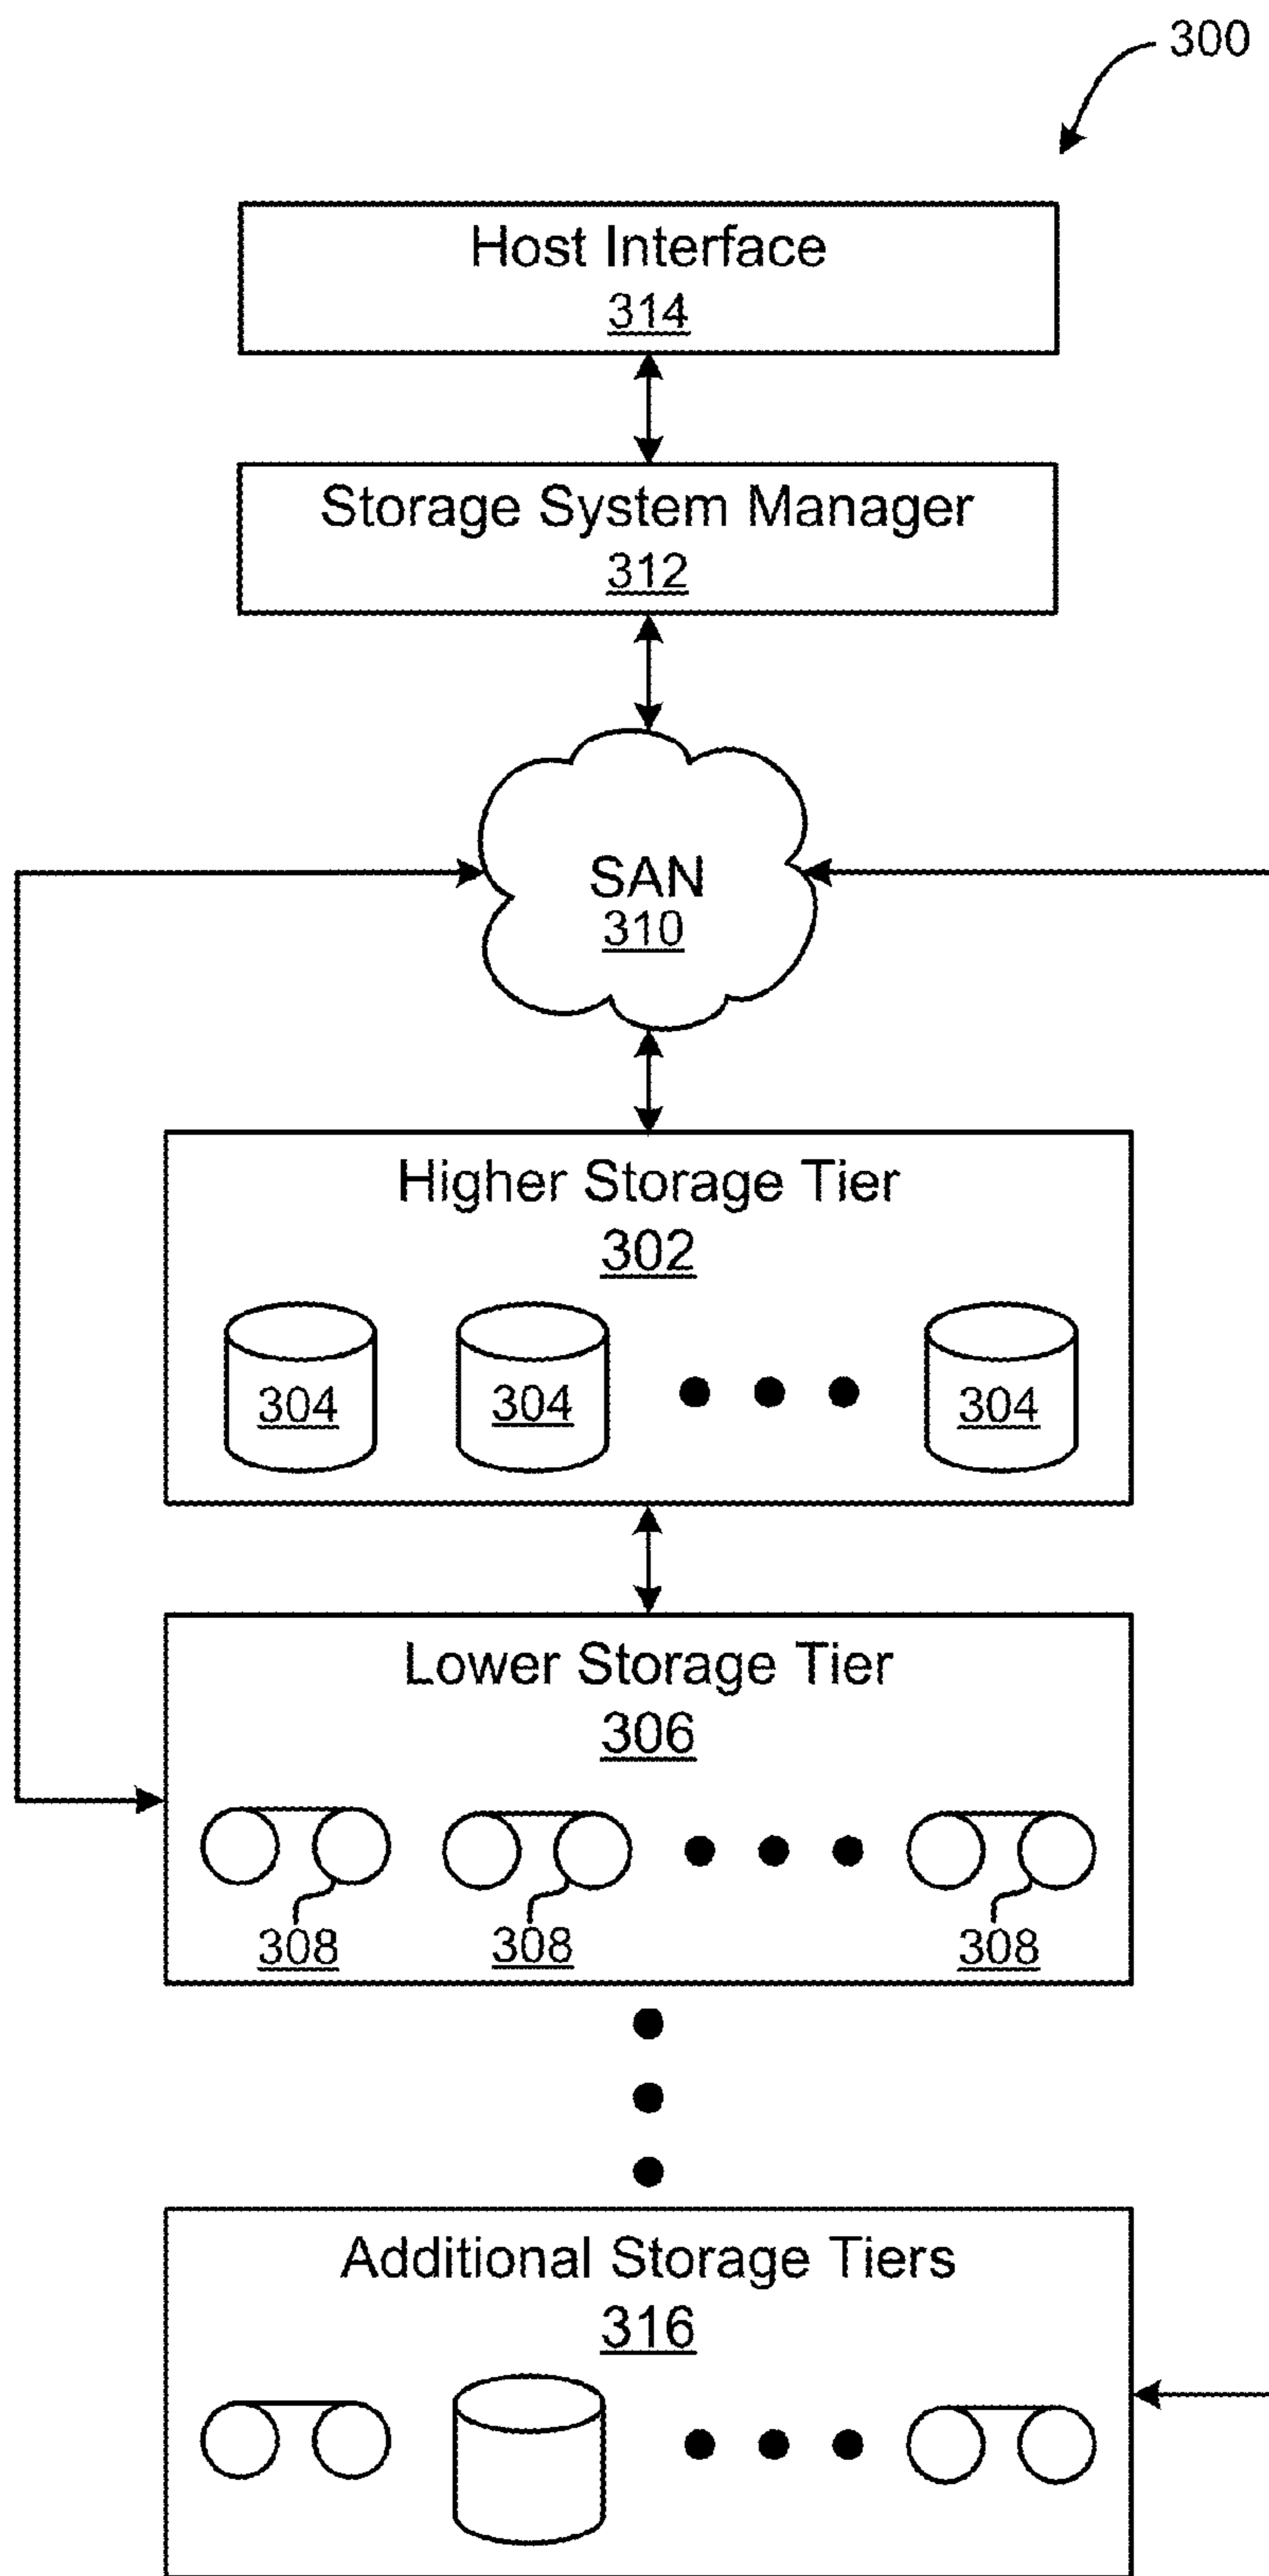 300
Host Interface
314
Storage System Manager
312
SAN
310
Higher Storage Tier
302
304 304 304
Lower Storage Tier
306
308 308 308
Additional Storage Tiers
316